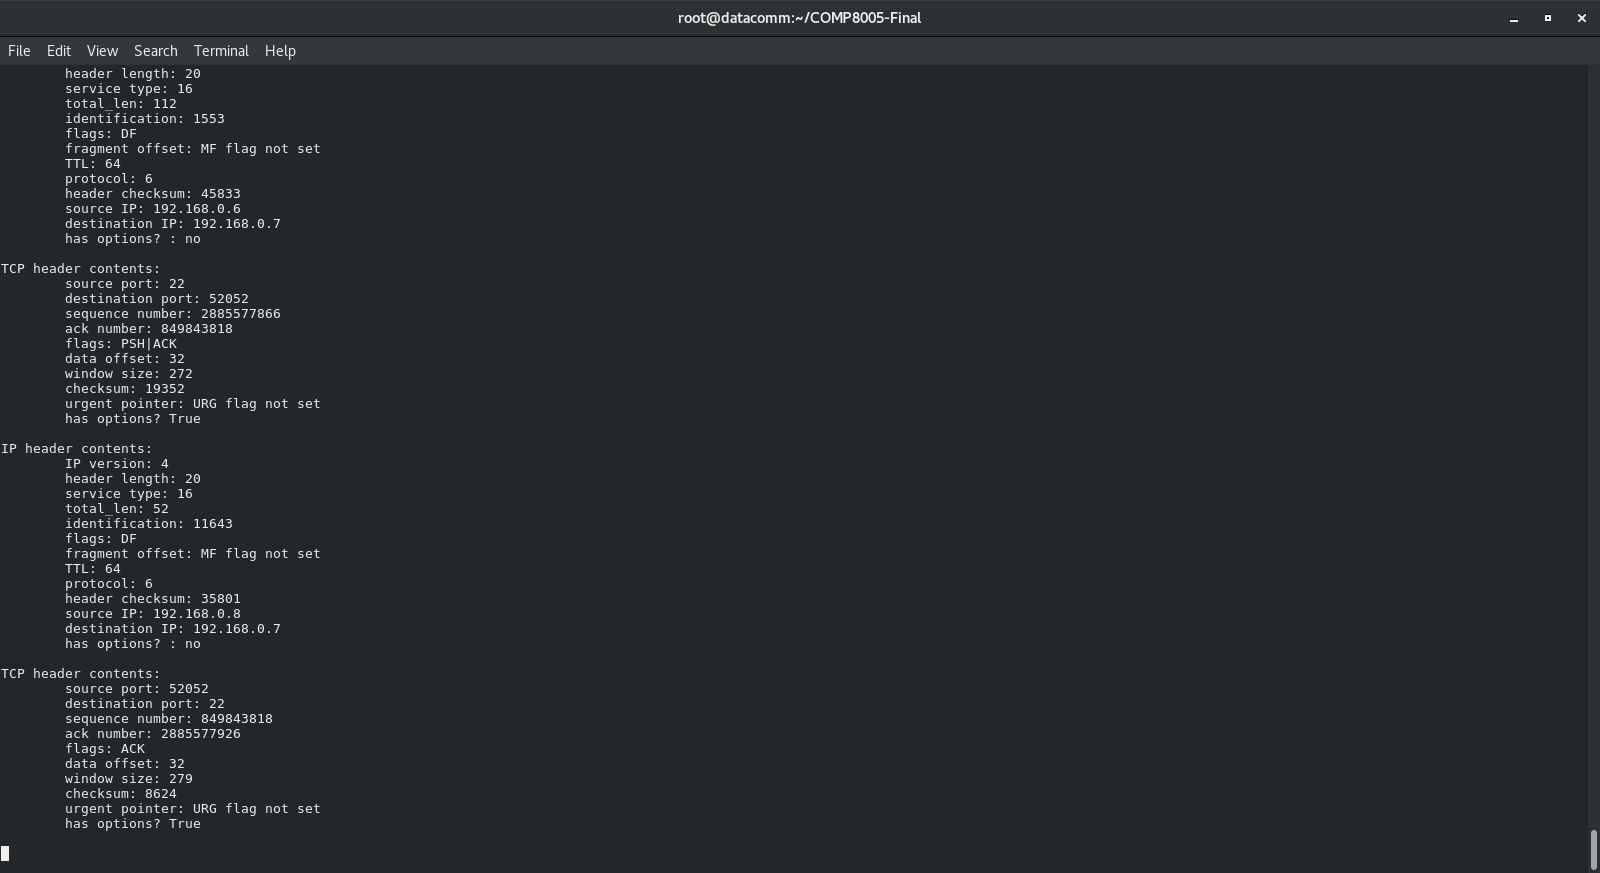 root@datacomm:~/COMP8005-Final
File Edit View Search Terminal Help
header length: 20
service type: 16
total_len: 112
identification: 1553
flags: DF
fragment offset: MF flag not set
TTL: 64
protocol: 6
header checksum: 45833
source IP: 192.168.0.6
destination IP: 192.168.0.7
has options? : no
TCP header contents:
source port: 22
destination port: 52052
sequence number: 2885577866
ack number: 849843818
flags: PSH|ACK
data offset: 32
window size: 272
checksum: 19352
urgent pointer: URG flag not set
has options? True
IP header contents:
IP version: 4
header length: 20
service type: 16
total_len: 52
identification: 11643
flags: DF
fragment offset: MF flag not set
TTL: 64
protocol: 6
header checksum: 35801
source IP: 192.168.0.8
destination IP: 192.168.0.7
has options? : no
TCP header contents:
source port: 52052
destination port: 22
sequence number: 849843818
ack number: 2885577926
flags: ACK
data offset: 32
window size: 279
checksum: 8624
urgent pointer: URG flag not set
has options? True